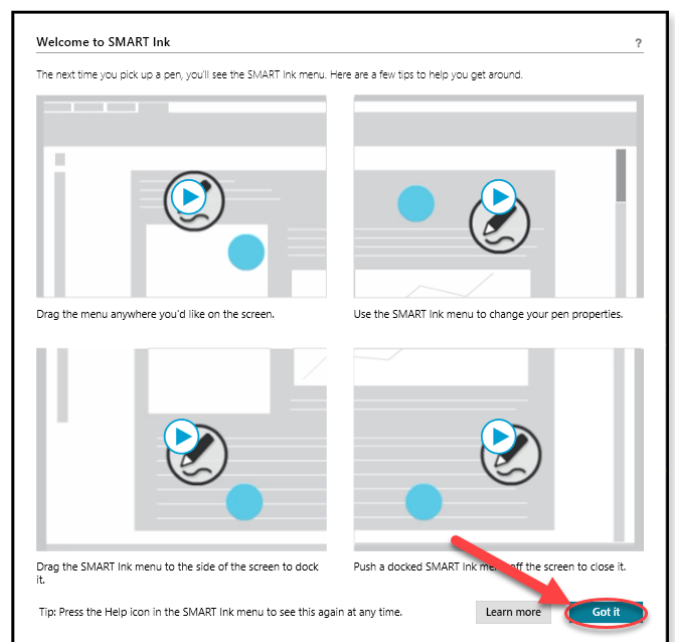 Welcome to SMART Ink
?
The next time you pick up a pen, you'll see the SMART Ink menu. Here are a few tips to help you get around.
Drag the menu anywhere you'd like on the screen.
Use the SMART Ink menu to change your pen properties.
Drag the SMART Ink menu to the side of the screen to dock
it.
Push a docked SMART Ink men off the screen to close it.
Tip: Press the Help icon in the SMART Ink menu to see this again at any time.
Learn more
Got it